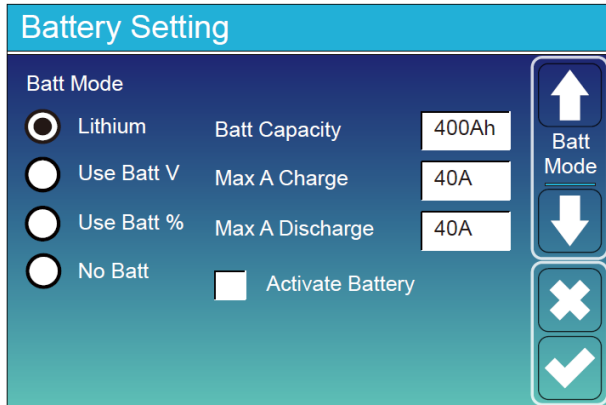 Battery Setting
Batt Mode
Lithium
Use Batt V
Use Batt %
No Batt
Batt Capacity 400Ah
Max A Charge 40A
Max A Discharge 40A
Activate Battery
Batt
Mode